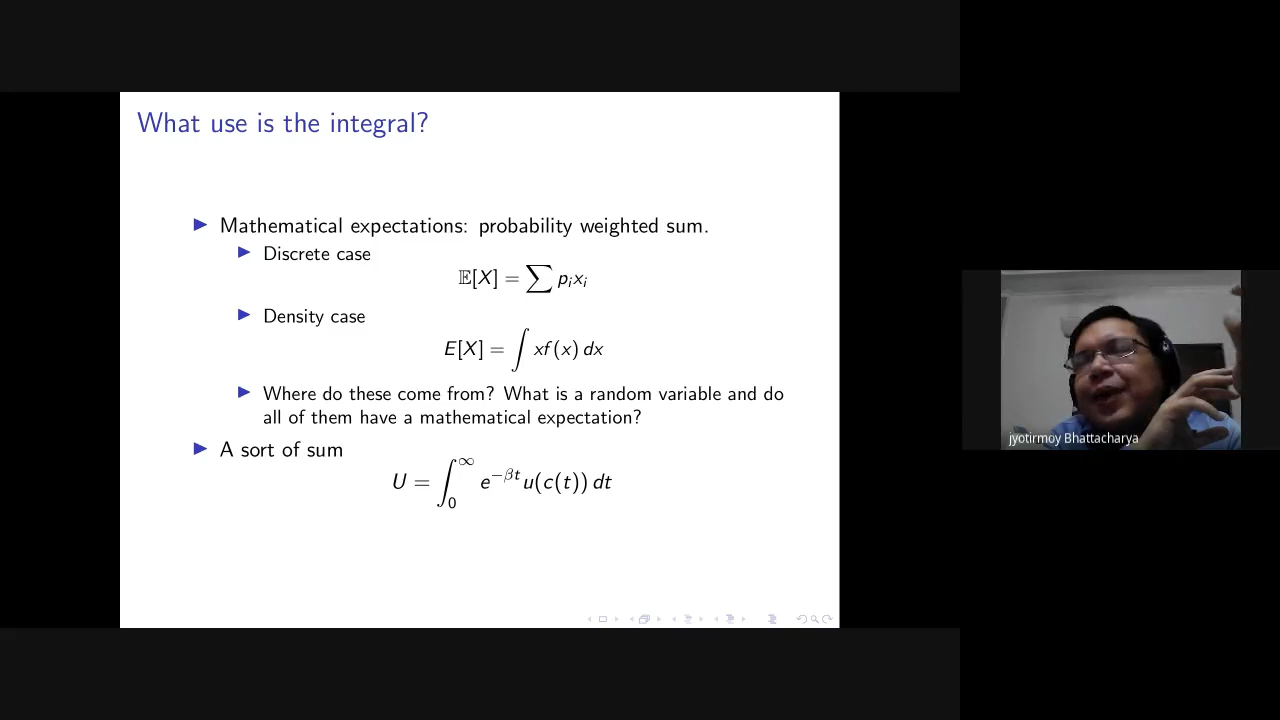 What use is the integral?
▶ Mathematical expectations: probability weighted sum.
▶ Discrete case
𝔼[X] = ∑ pᵢxᵢ
▶ Density case
E[X] = ∫ xf(x) dx
▶ Where do these come from? What is a random variable and do
all of them have a mathematical expectation?
▶ A sort of sum
U = ∫₀^∞ e^{−βt} u(c(t)) dt
jyotirmoy Bhattacharya